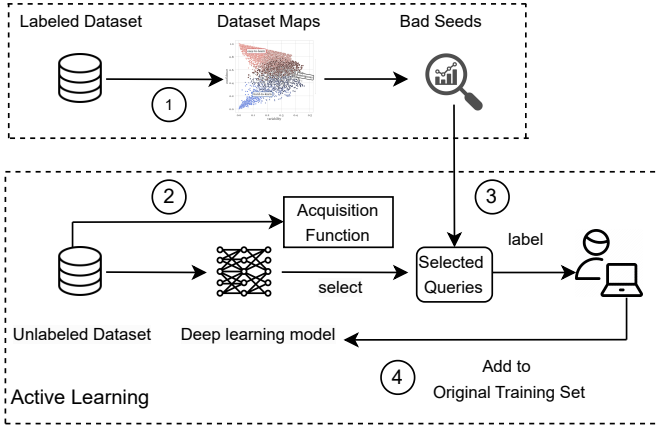 Labeled Dataset
Dataset Maps
Bad Seeds
1
2
3
Acquisition
Function
label
Selected
Queries
select
Unlabeled Dataset
Deep learning model
4
Add to
Original Training Set
Active Learning